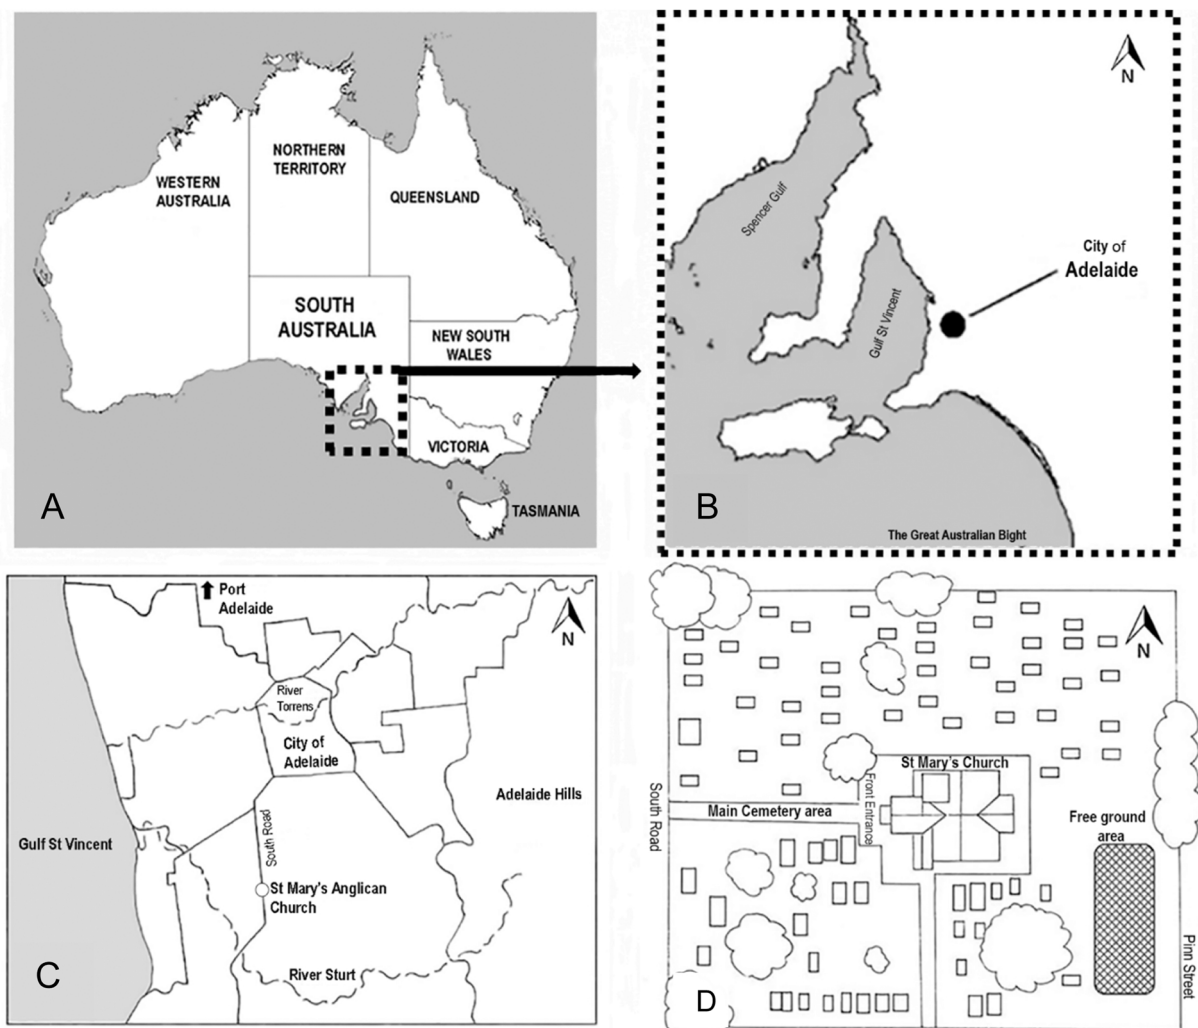 NORTHERN
TERRITORY
WESTERN
AUSTRALIA
QUEENSLAND
SOUTH
AUSTRALIA
NEW SOUTH
WALES
VICTORIA
TASMANIA
A
N
Spencer Gulf
City of
Adelaide
Gulf St Vincent
B
The Great Australian Bight
Port
Adelaide
N
River
Torrens
City of
Adelaide
Adelaide Hills
South Road
Gulf St Vincent
St Mary's Anglican
Church
River Sturt
C
N
St Mary's Church
South Road
Main Cemetery area
Front Entrance
Free ground
area
Pinn Street
D